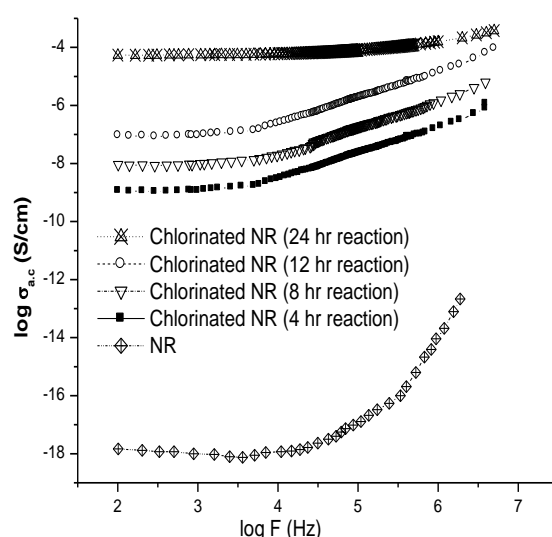 -4
-6
-8
-10
-12
-14
-16
-18
log σa.c (S/cm)
Chlorinated NR (24 hr reaction)
Chlorinated NR (12 hr reaction)
Chlorinated NR (8 hr reaction)
Chlorinated NR (4 hr reaction)
NR
2 3 4 5 6 7
log F (Hz)